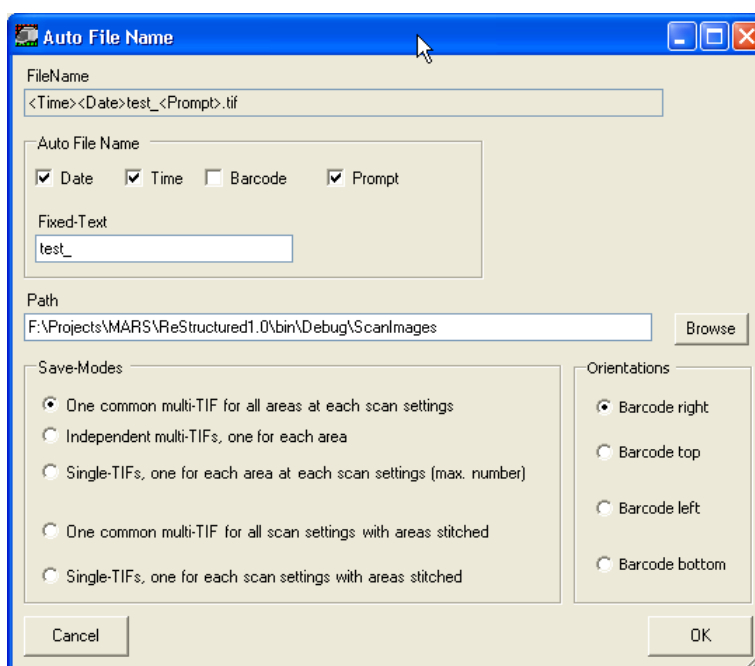 Auto File Name
FileName
<Time><Date>test_<Prompt>.tif
Auto File Name
Date Time Barcode Prompt
Fixed-Text
test_
Path
F:\Projects\MARS\ReStructured1.0\bin\Debug\ScanImages Browse
Save-Modes
One common multi-TIF for all areas at each scan settings
Independent multi-TIFs, one for each area
Single-TIFs, one for each area at each scan settings (max. number)
One common multi-TIF for all scan settings with areas stitched
Single-TIFs, one for each scan settings with areas stitched
Orientations
Barcode right
Barcode top
Barcode left
Barcode bottom
Cancel OK